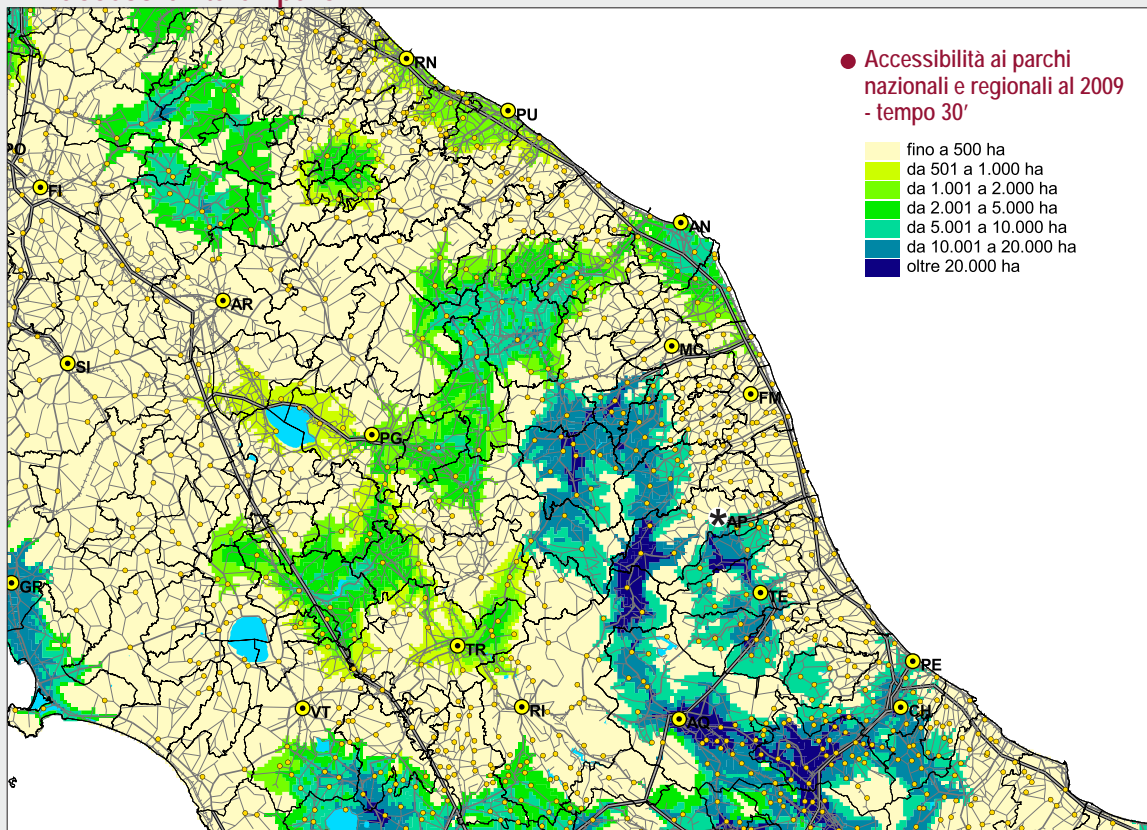 Accessibilità ai parchi
nazionali e regionali al 2009
- tempo 30'
fino a 500 ha
da 501 a 1.000 ha
da 1.001 a 2.000 ha
da 2.001 a 5.000 ha
da 5.001 a 10.000 ha
da 10.001 a 20.000 ha
oltre 20.000 ha
RN
PU
PO
FI
AN
AR
MC
SI
FM
PG
*AP
GR
TE
TR
PE
VT
RI
AQ
CH